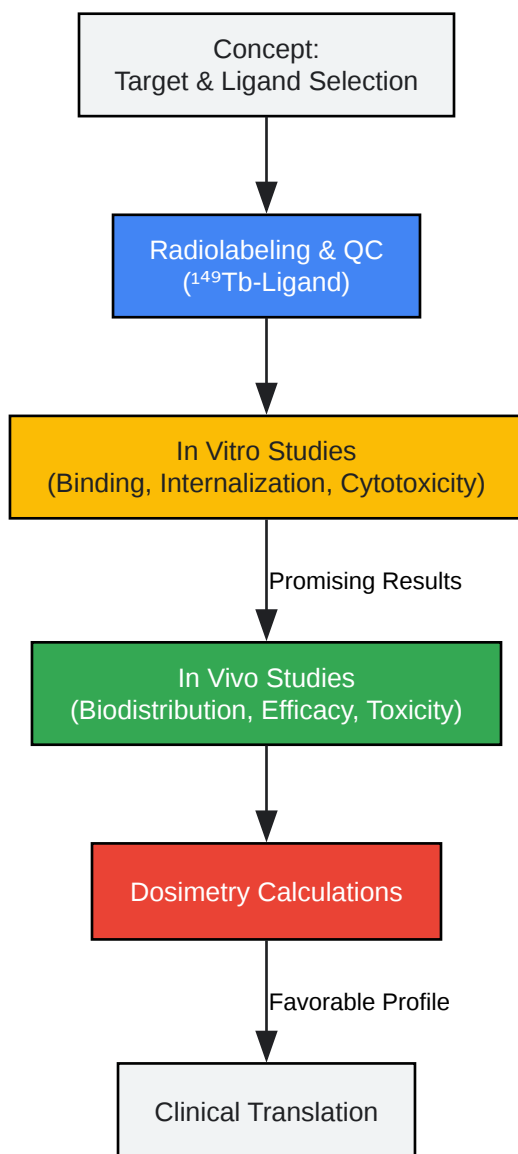 Concept:
Target & Ligand Selection
Radiolabeling & QC
(¹⁴⁹Tb-Ligand)
In Vitro Studies
(Binding, Internalization, Cytotoxicity)
Promising Results
In Vivo Studies
(Biodistribution, Efficacy, Toxicity)
Dosimetry Calculations
Favorable Profile
Clinical Translation